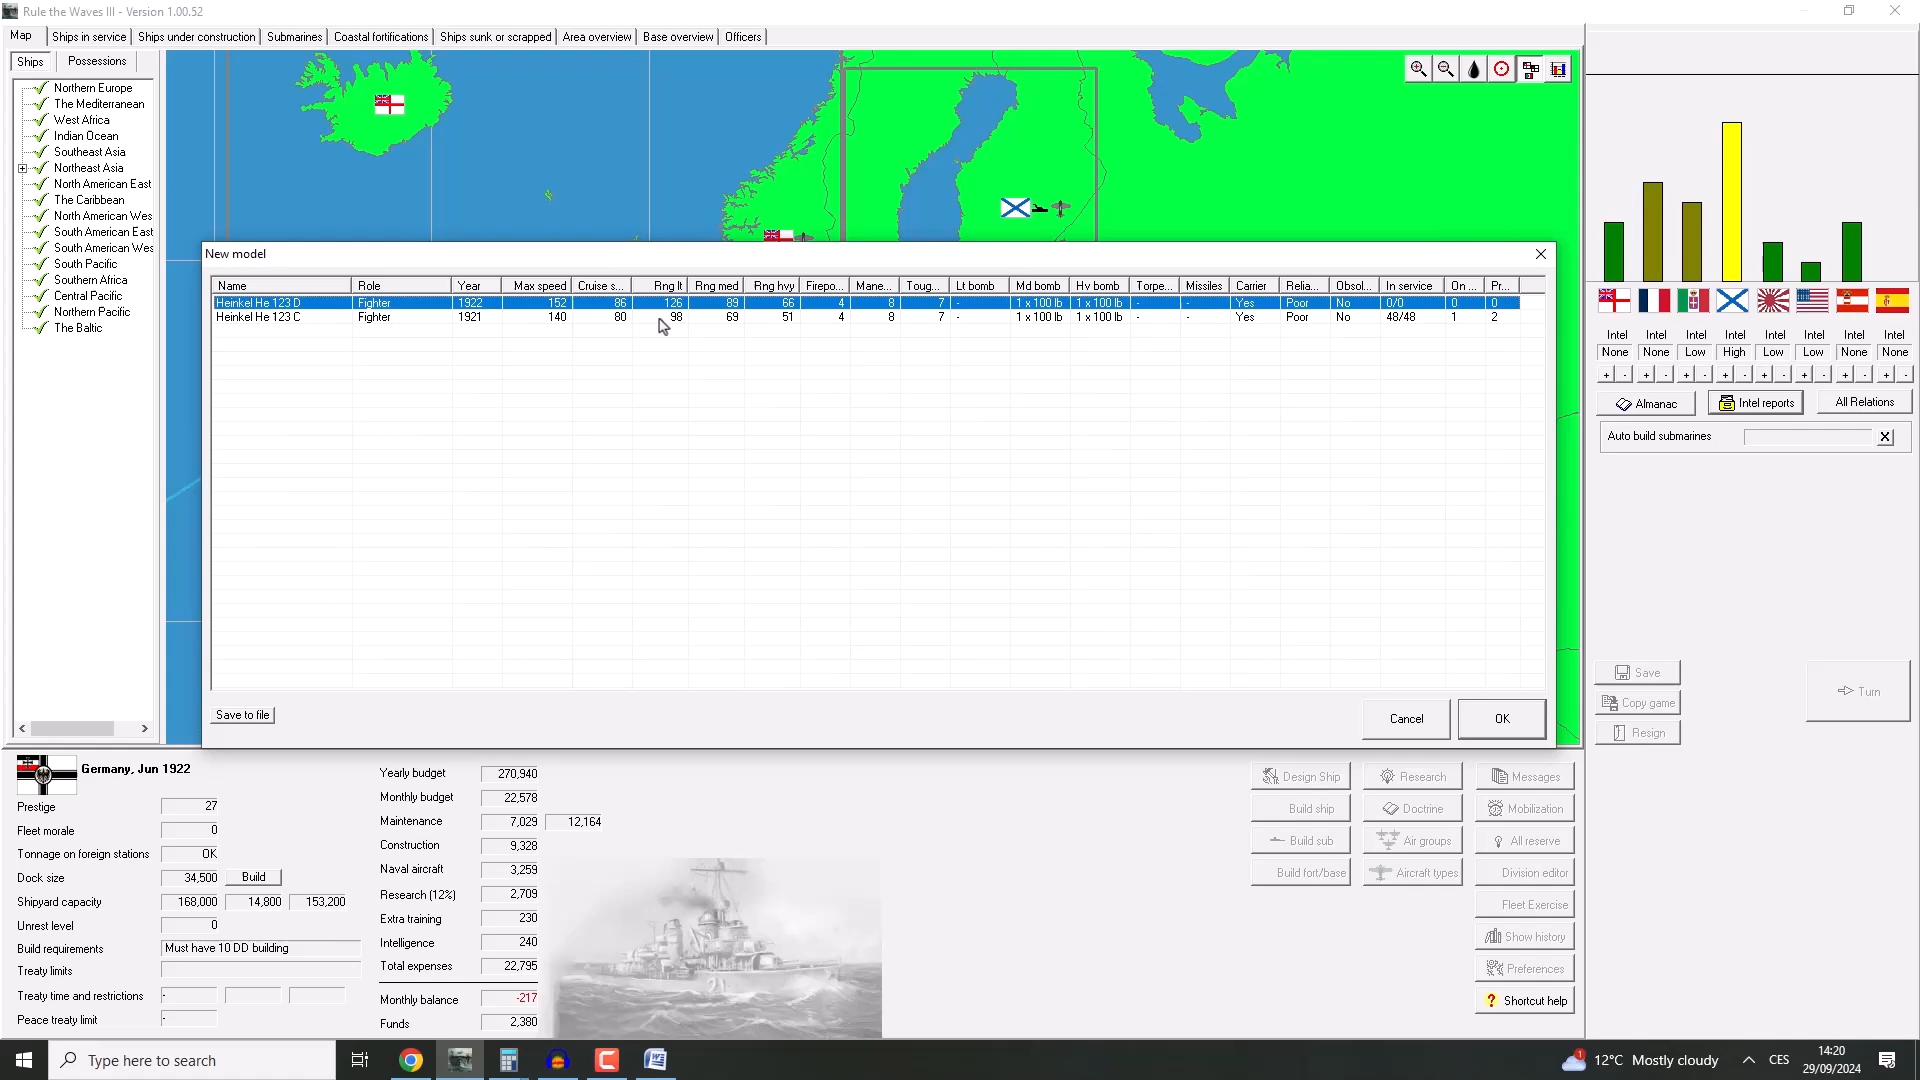 Rule the Waves III - Version 1.00.52
Map Ships in service Ships under construction Submarines Coastal fortifications Ships sunk or scrapped Area overview Base overview Officers
Ships Possessions
Northern Europe
The Mediterranean
West Africa
Indian Ocean
Southeast Asia
Northeast Asia
North American East
The Caribbean
North American Wes
South American East
South American Wes
South Pacific
Southern Africa
Central Pacific
Northern Pacific
The Baltic
New model
Name Role Year Max speed Cruise s... Rng lt Rng med Rng hvy Firepo... Mane... Toug... Lt bomb Md bomb Hv bomb Torpe... Missiles Carrier Relia... Obsol... In service On ... Pr...
Heinkel He 123 D Fighter 1922 152 86 126 89 66 4 8 7 - 1 x 100 lb 1 x 100 lb - - Yes Poor No 0/0 0 0
Heinkel He 123 C Fighter 1921 140 80 98 69 51 4 8 7 - 1 x 100 lb 1 x 100 lb - - Yes Poor No 48/48 1 2
Save to file Cancel OK
Intel Intel Intel Intel Intel Intel Intel Intel
None None Low High Low Low None None
+ - + - + - + - + - + - + - + -
Almanac Intel reports All Relations
Auto build submarines X
Save
Copy game
Resign
Turn
Germany, Jun 1922
Prestige 27
Fleet morale 0
Tonnage on foreign stations OK
Dock size 34,500 Build
Shipyard capacity 168,000 14,800 153,200
Unrest level 0
Build requirements Must have 10 DD building
Treaty limits
Treaty time and restrictions -
Peace treaty limit -
Yearly budget 270,940
Monthly budget 22,578
Maintenance 7,029 12,164
Construction 9,328
Naval aircraft 3,259
Research (12%) 2,709
Extra training 230
Intelligence 240
Total expenses 22,795
Monthly balance -217
Funds 2,380
Design Ship Research Messages
Build ship Doctrine Mobilization
Build sub Air groups All reserve
Build fort/base Aircraft types Division editor
Fleet Exercise
Show history
Preferences
? Shortcut help
Type here to search
1 12°C Mostly cloudy CES 14:20
29/09/2024